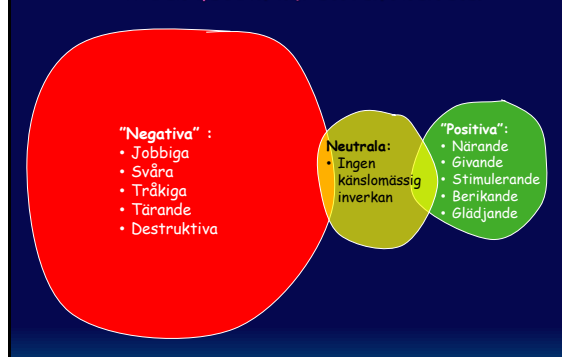 ”Negativa” :
• Jobbiga
• Svåra
• Tråkiga
• Tärande
• Destruktiva
Neutrala:
• Ingen
känslomässig
inverkan
”Positiva”:
• Närande
• Givande
• Stimulerande
• Berikande
• Glädjande